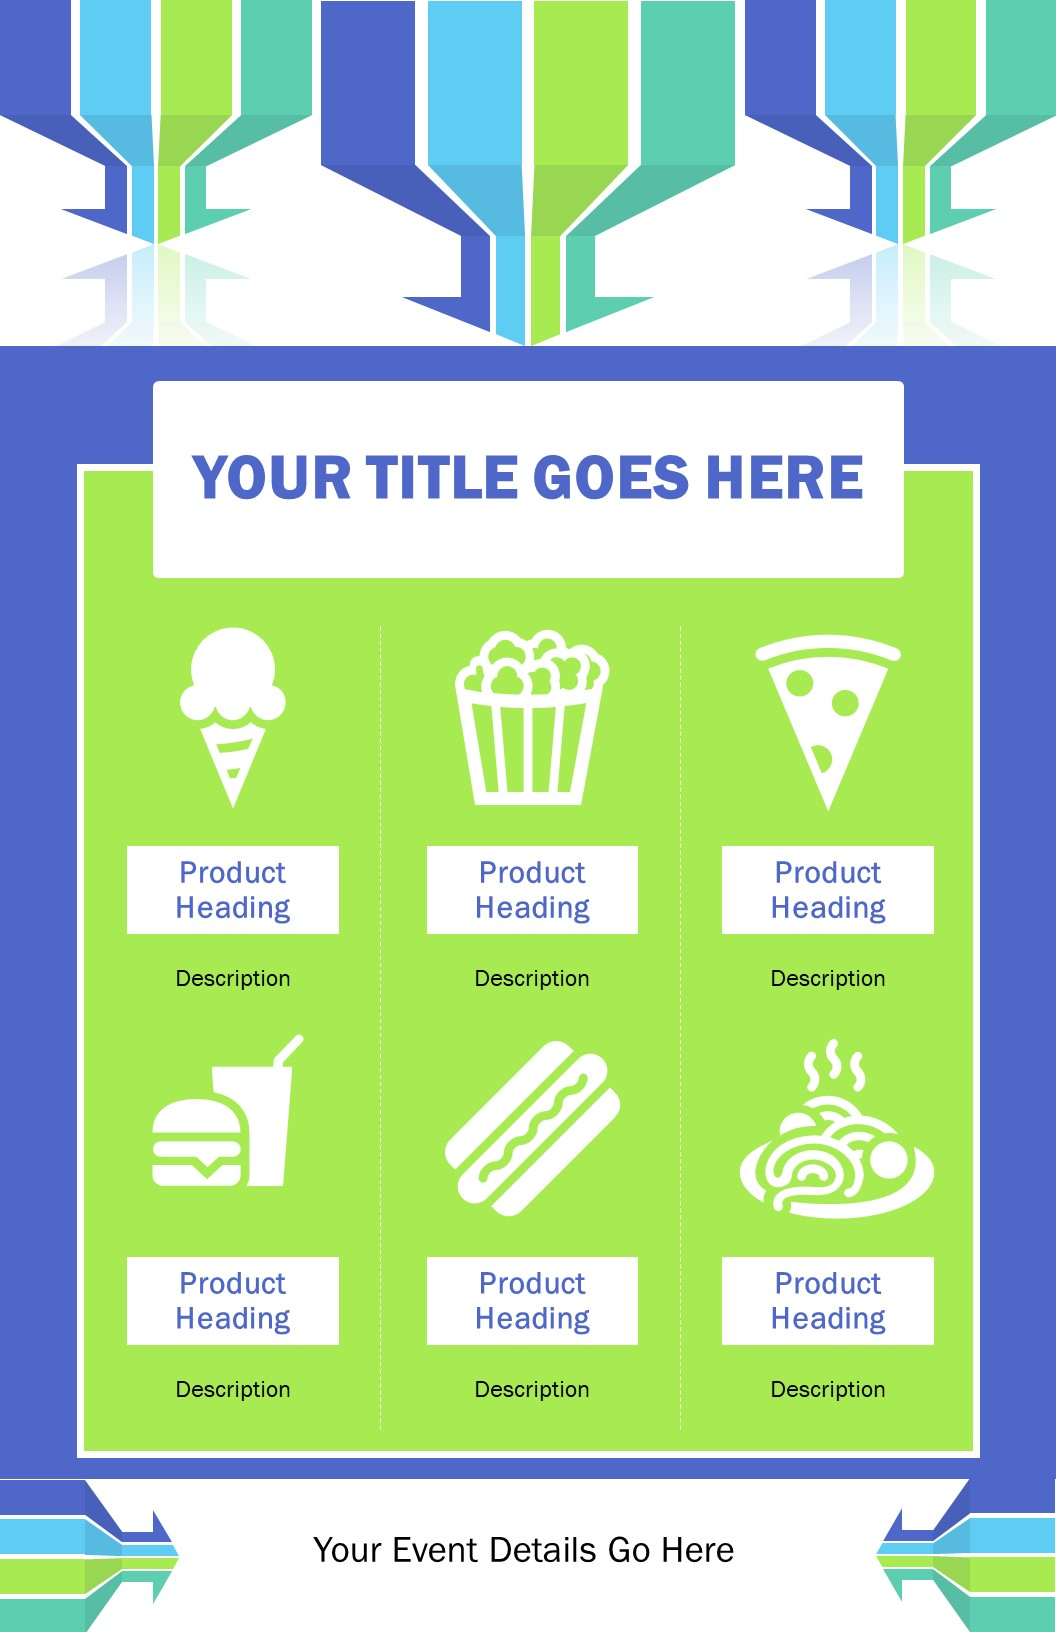 YOUR TITLE GOES HERE
Product
Heading
Product
Heading
Product
Heading
Description
Description
Description
Product
Heading
Product
Heading
Product
Heading
Description
Description
Description
Your Event Details Go Here